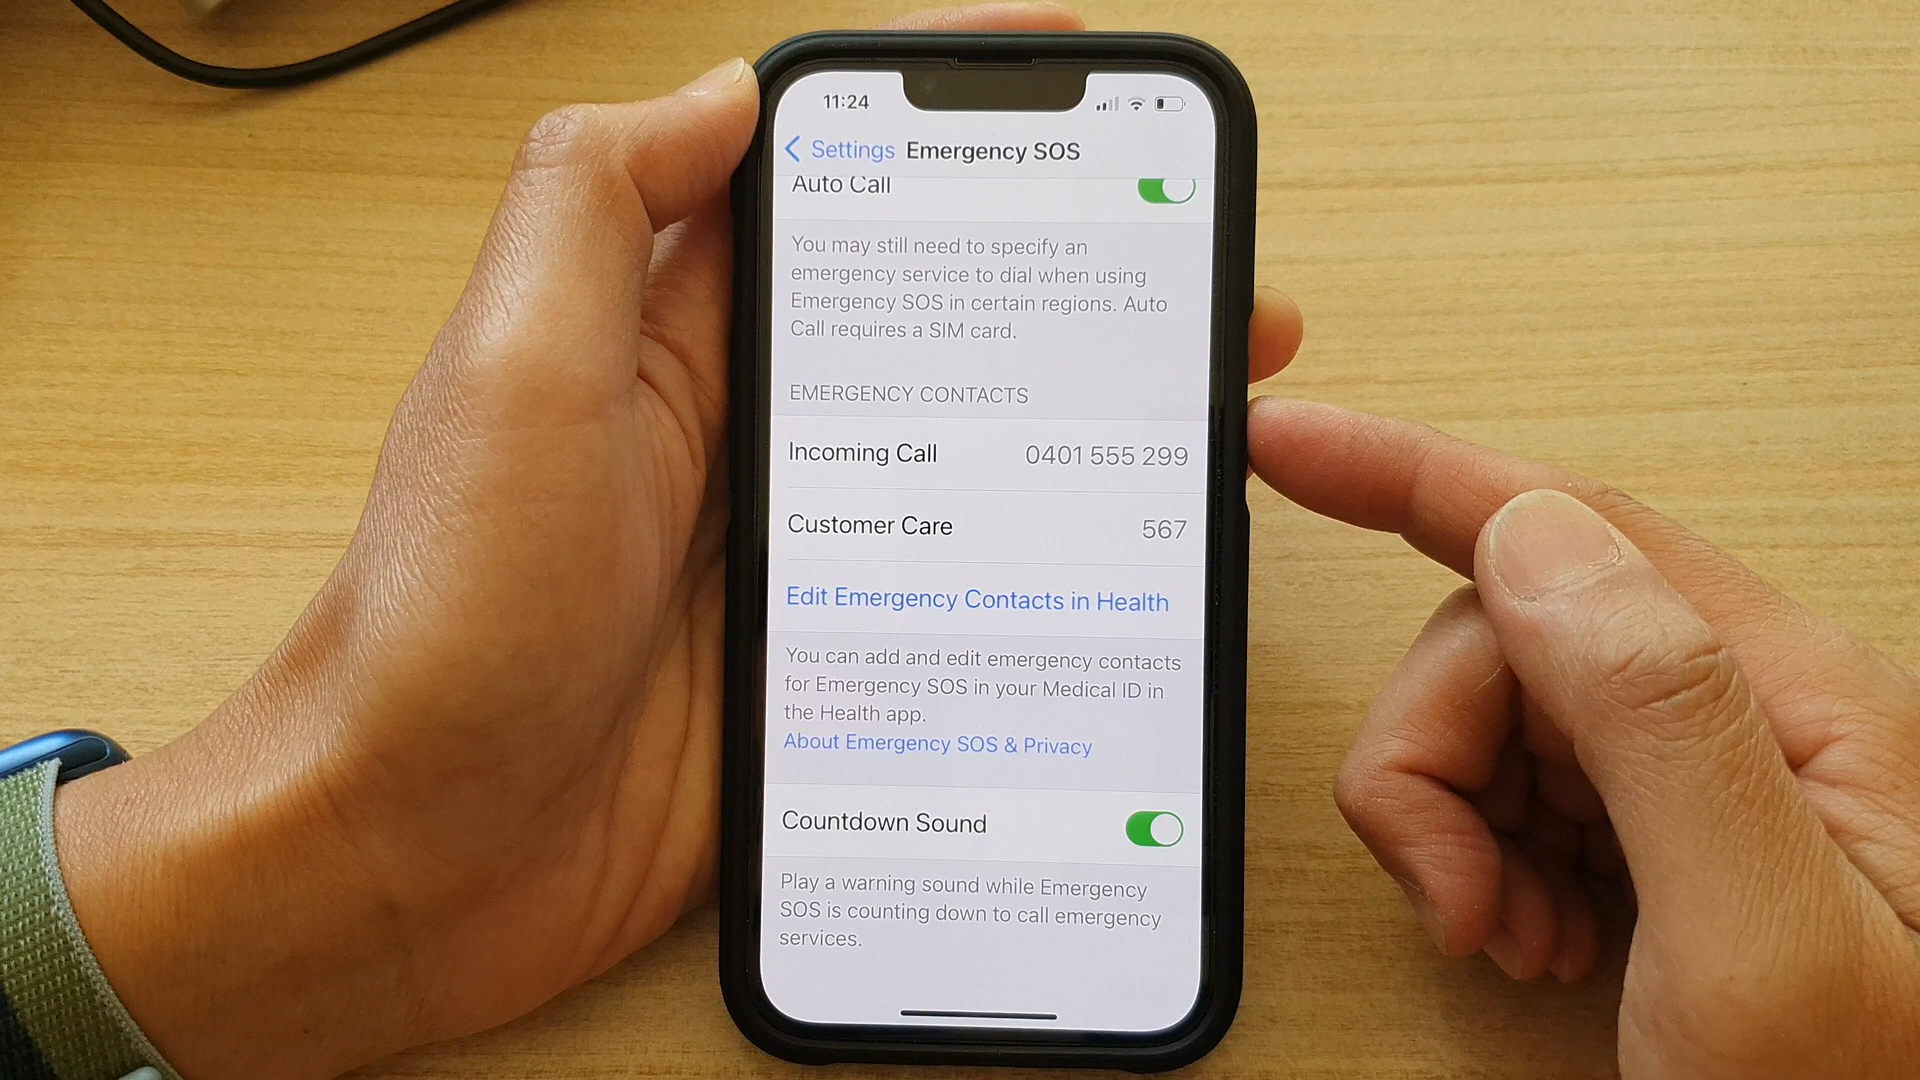 11:24
Settings Emergency SOS
Auto Call
You may still need to specify an
emergency service to dial when using
Emergency SOS in certain regions. Auto
Call requires a SIM card.
EMERGENCY CONTACTS
Incoming Call 0401 555 299
Customer Care 567
Edit Emergency Contacts in Health
You can add and edit emergency contacts
for Emergency SOS in your Medical ID in
the Health app.
About Emergency SOS & Privacy
Countdown Sound
Play a warning sound while Emergency
SOS is counting down to call emergency
services.